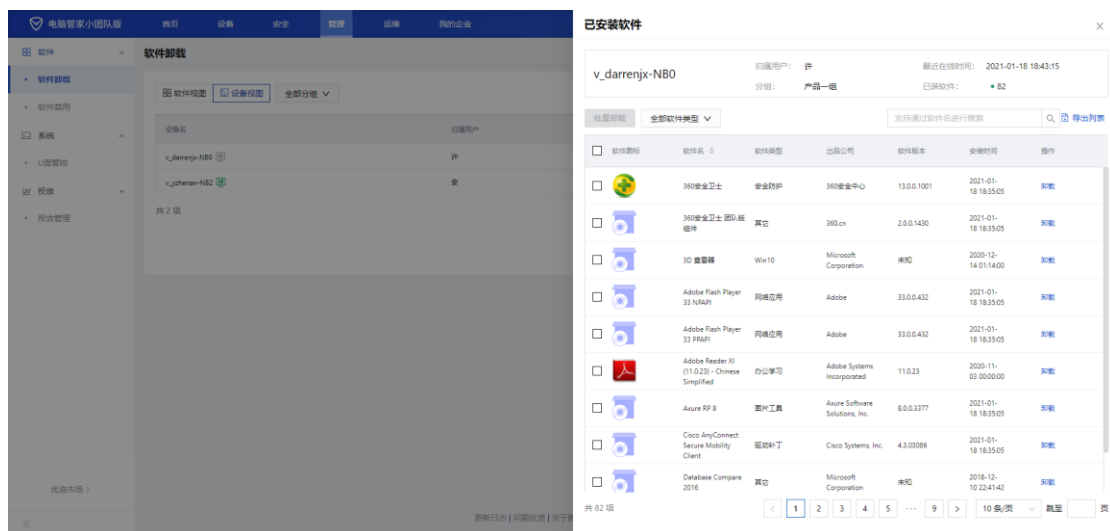 电脑管家小团队版
首页 设备 安全 管理 运维 我的企业
软件
软件卸载
软件禁用
系统
U盘管控
投放
投放管理
优选市场 >
软件卸载
软件视图 设备视图 全部分组
设备名 归属用户
v_darrenjx-NB0 许
v_yzhenan-NB2 安
共 2 项
更新日志 | 问题反馈 | 关于
已安装软件
v_darrenjx-NB0
归属用户： 许 最近在线时间： 2021-01-18 18:43:15
分组： 产品一组 已装软件： 82
批量卸载 全部软件类型 支持通过软件名进行搜索 导出列表
软件图标 软件名 软件类型 出品公司 软件版本 安装时间 操作
360安全卫士 安全防护 360安全中心 13.0.0.1001 2021-01-
18 18:35:05 卸载
360安全卫士 团队版
组件 其它 360.cn 2.0.0.1430 2021-01-
18 18:35:05 卸载
3D 查看器 Win10 Microsoft
Corporation 未知 2020-12-
14 01:14:00 卸载
Adobe Flash Player
33 NPAPI 网络应用 Adobe 33.0.0.432 2021-01-
18 18:35:05 卸载
Adobe Flash Player
33 PPAPI 网络应用 Adobe 33.0.0.432 2021-01-
18 18:35:05 卸载
Adobe Reader XI
(11.0.23) - Chinese
Simplified 办公学习 Adobe Systems
Incorporated 11.0.23 2020-11-
03 00:00:00 卸载
Axure RP 8 图片工具 Axure Software
Solutions, Inc. 8.0.0.3377 2021-01-
18 18:35:05 卸载
Cisco AnyConnect
Secure Mobility
Client 驱动补丁 Cisco Systems, Inc. 4.3.03086 2021-01-
18 18:35:05 卸载
Database Compare
2016 其它 Microsoft
Corporation 未知 2018-12-
10 22:41:42 卸载
共 82 项 < 1 2 3 4 5 ··· 9 > 10 条/页 跳至 页